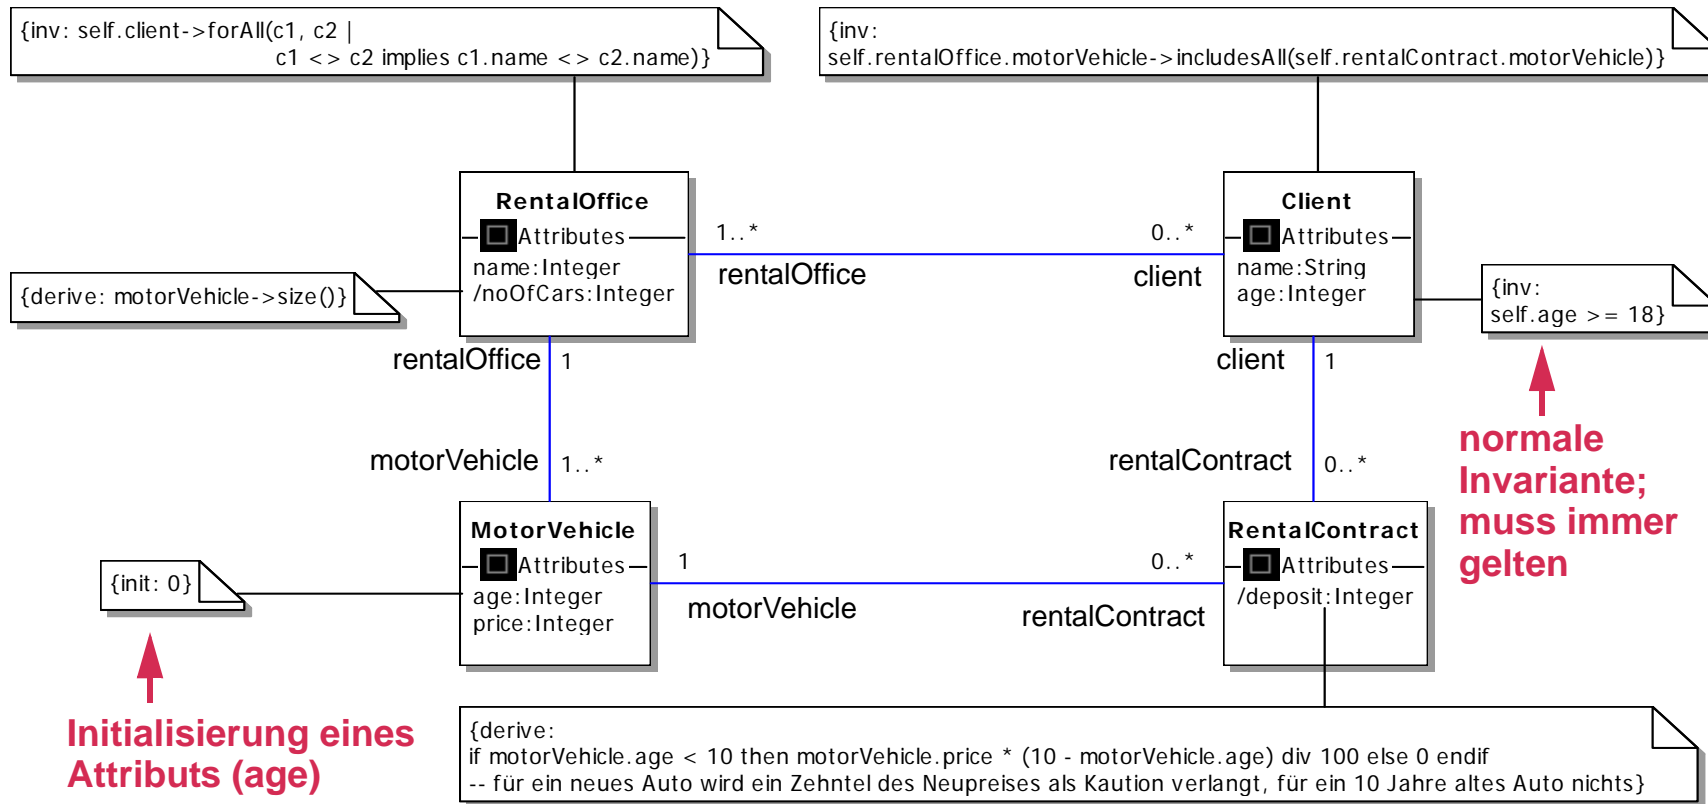 {inv: self.client->forAll(c1, c2 |
c1 <> c2 implies c1.name <> c2.name)}
{inv:
self.rentalOffice.motorVehicle->includesAll(self.rentalContract.motorVehicle)}
RentalOffice
Attributes
name:Integer
/noOfCars:Integer
1..*
rentalOffice
0..*
client
Client
Attributes
name:String
age:Integer
{derive: motorVehicle->size()}
{inv:
self.age >= 18}
rentalOffice
1
client
1
normale
Invariante;
muss immer
gelten
motorVehicle
1..*
rentalContract
0..*
MotorVehicle
Attributes
age:Integer
price:Integer
1
motorVehicle
0..*
rentalContract
RentalContract
Attributes
/deposit:Integer
{init: 0}
Initialisierung eines
Attributs (age)
{derive:
if motorVehicle.age < 10 then motorVehicle.price * (10 - motorVehicle.age) div 100 else 0 endif
-- für ein neues Auto wird ein Zehntel des Neupreises als Kaution verlangt, für ein 10 Jahre altes Auto nichts}